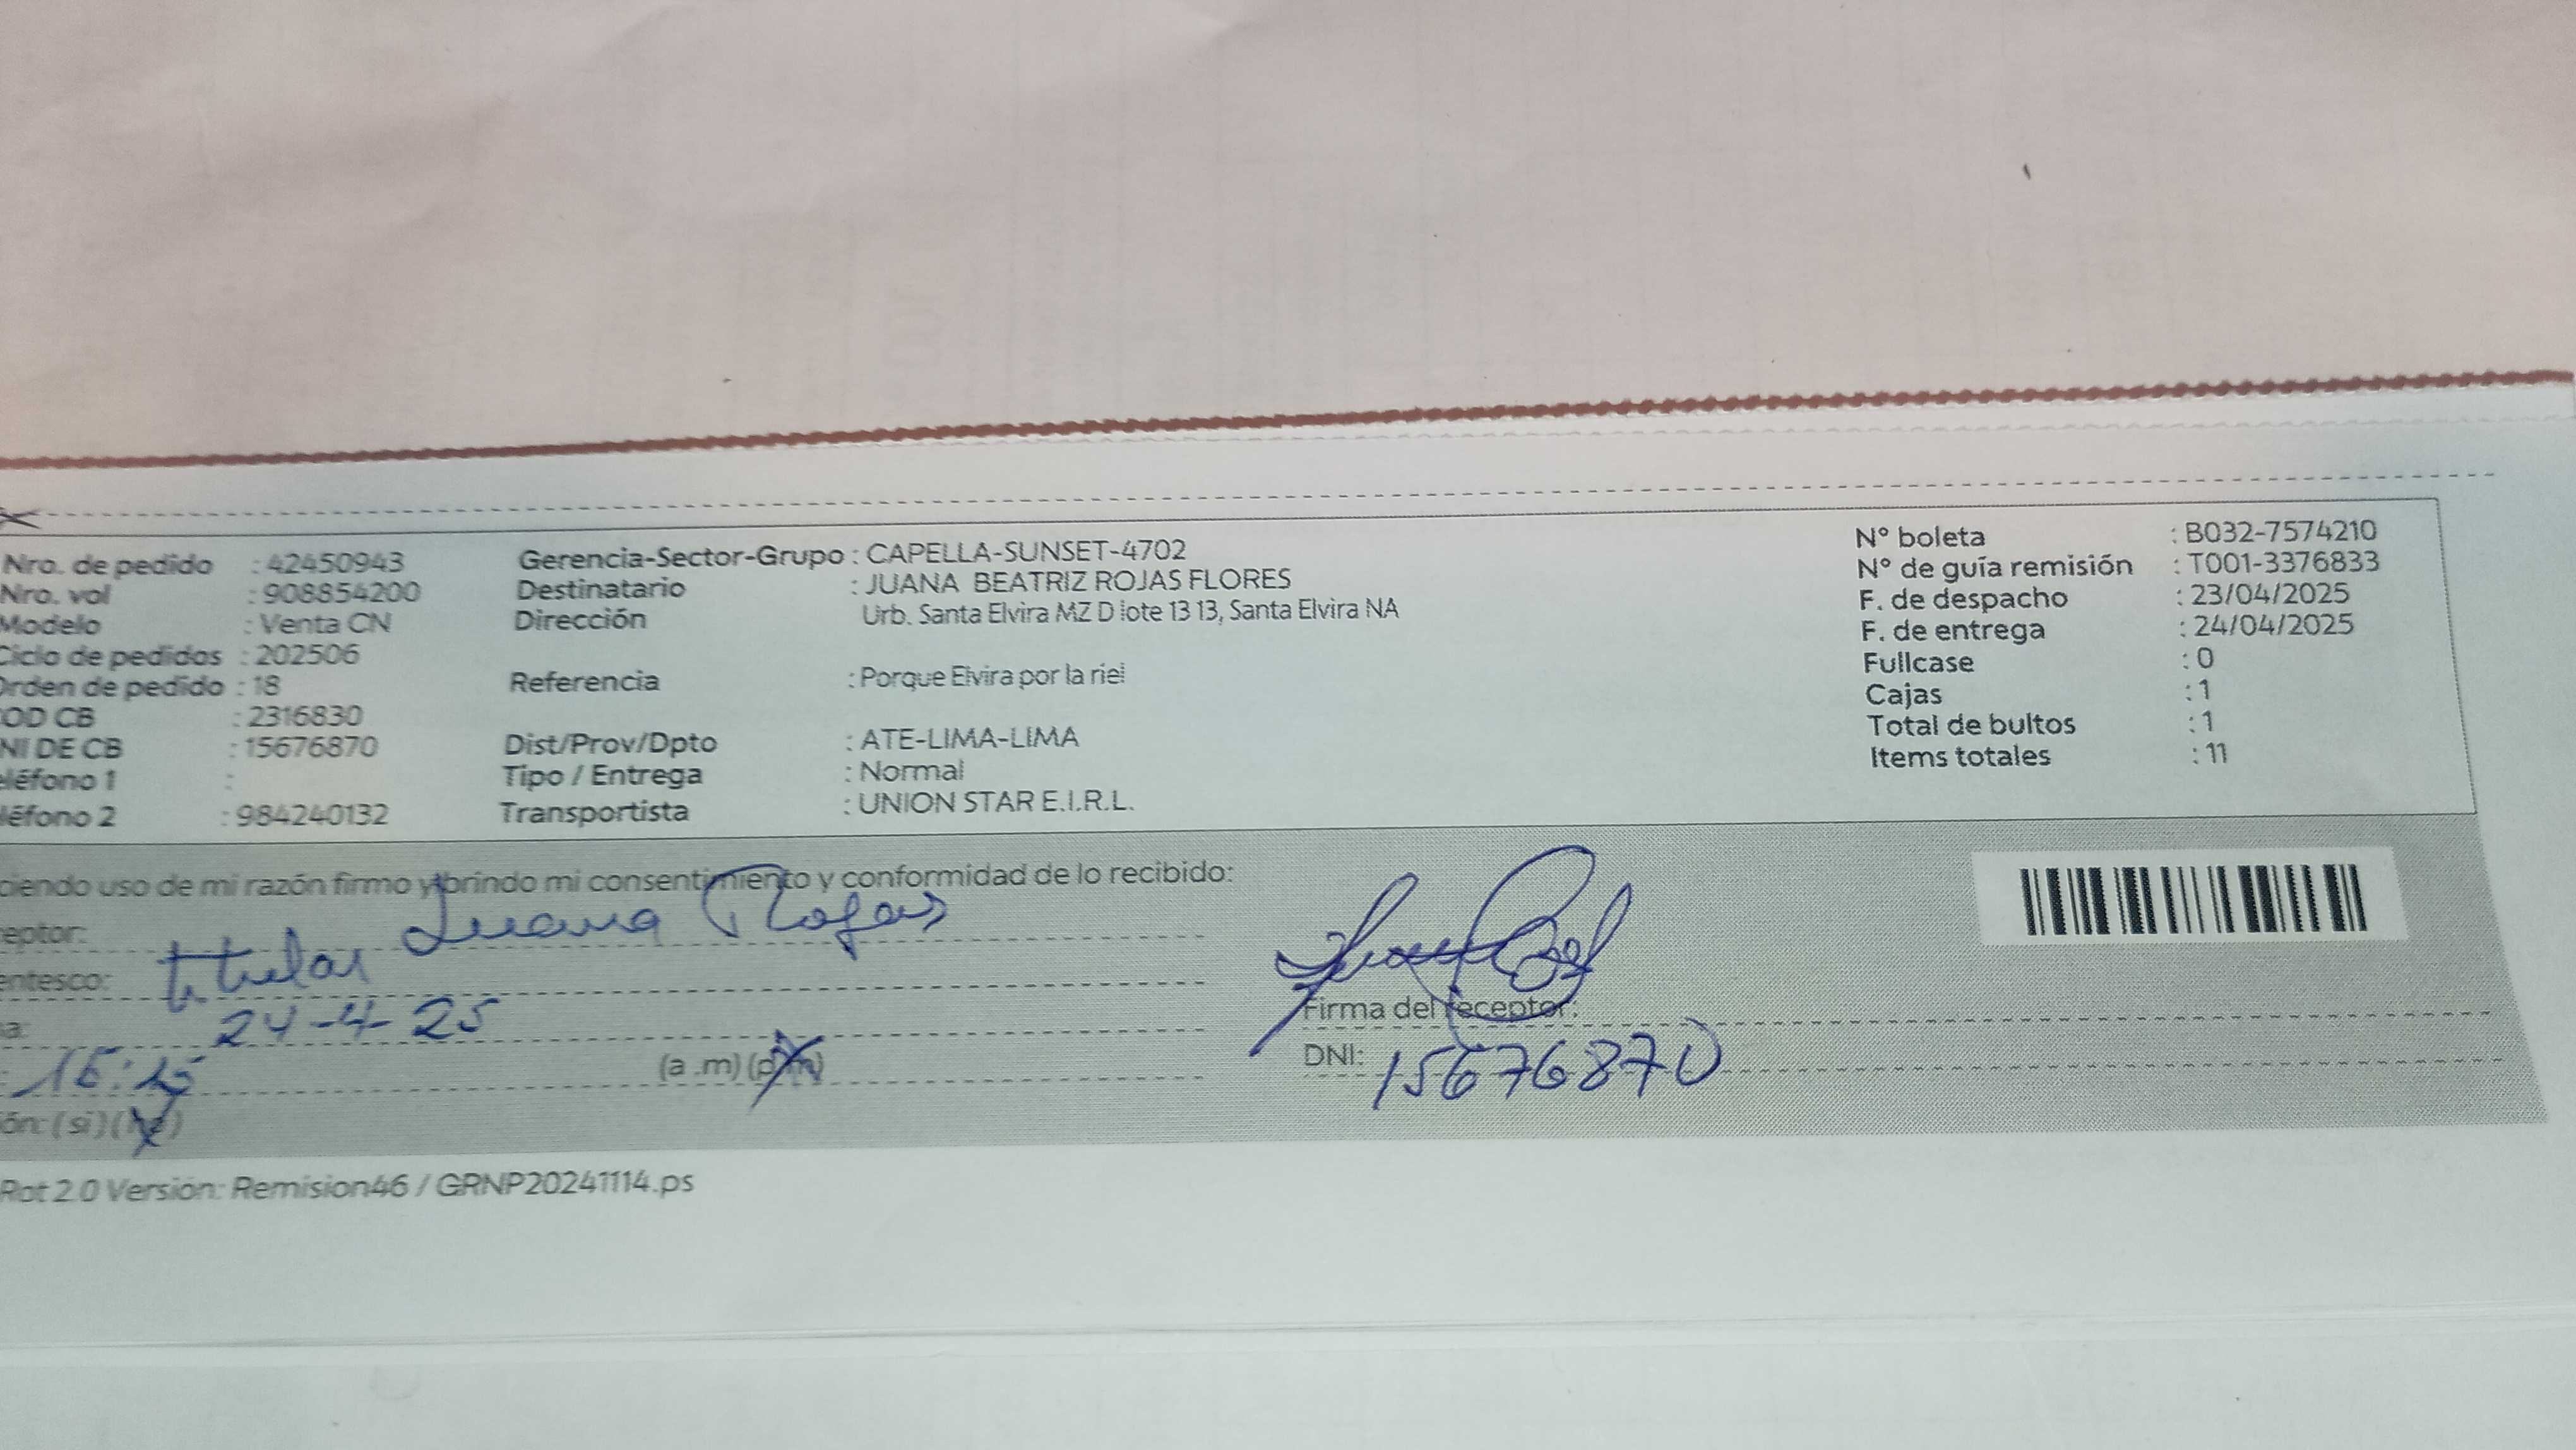 Nro. de pedido : 42450943
Nro. vol : 908854200
Modelo : Venta CN
Ciclo de pedidos : 202506
Orden de pedido : 18
OD CB : 2316830
NI DE CB : 15676870
eléfono 1 :
léfono 2 : 984240132
Gerencia-Sector-Grupo : CAPELLA-SUNSET-4702
Destinatario : JUANA BEATRIZ ROJAS FLORES
Dirección Urb. Santa Elvira MZ D lote 13 13, Santa Elvira NA
Referencia : Porque Elvira por la riel
Dist/Prov/Dpto : ATE-LIMA-LIMA
Tipo / Entrega : Normal
Transportista : UNION STAR E.I.R.L.
N° boleta : B032-7574210
N° de guía remisión : T001-3376833
F. de despacho : 23/04/2025
F. de entrega : 24/04/2025
Fullcase : 0
Cajas : 1
Total de bultos : 1
Items totales : 11
ciendo uso de mi razón firmo y brindo mi consentimiento y conformidad de lo recibido:
eptor: Juana Rojas
entesco: titular
a: 24-4-25
: (a .m) (p.m)
ón: (si) (no)
Firma del receptor:
DNI: 15676870
Rot 2.0 Versión: Remision46 / GRNP20241114.ps